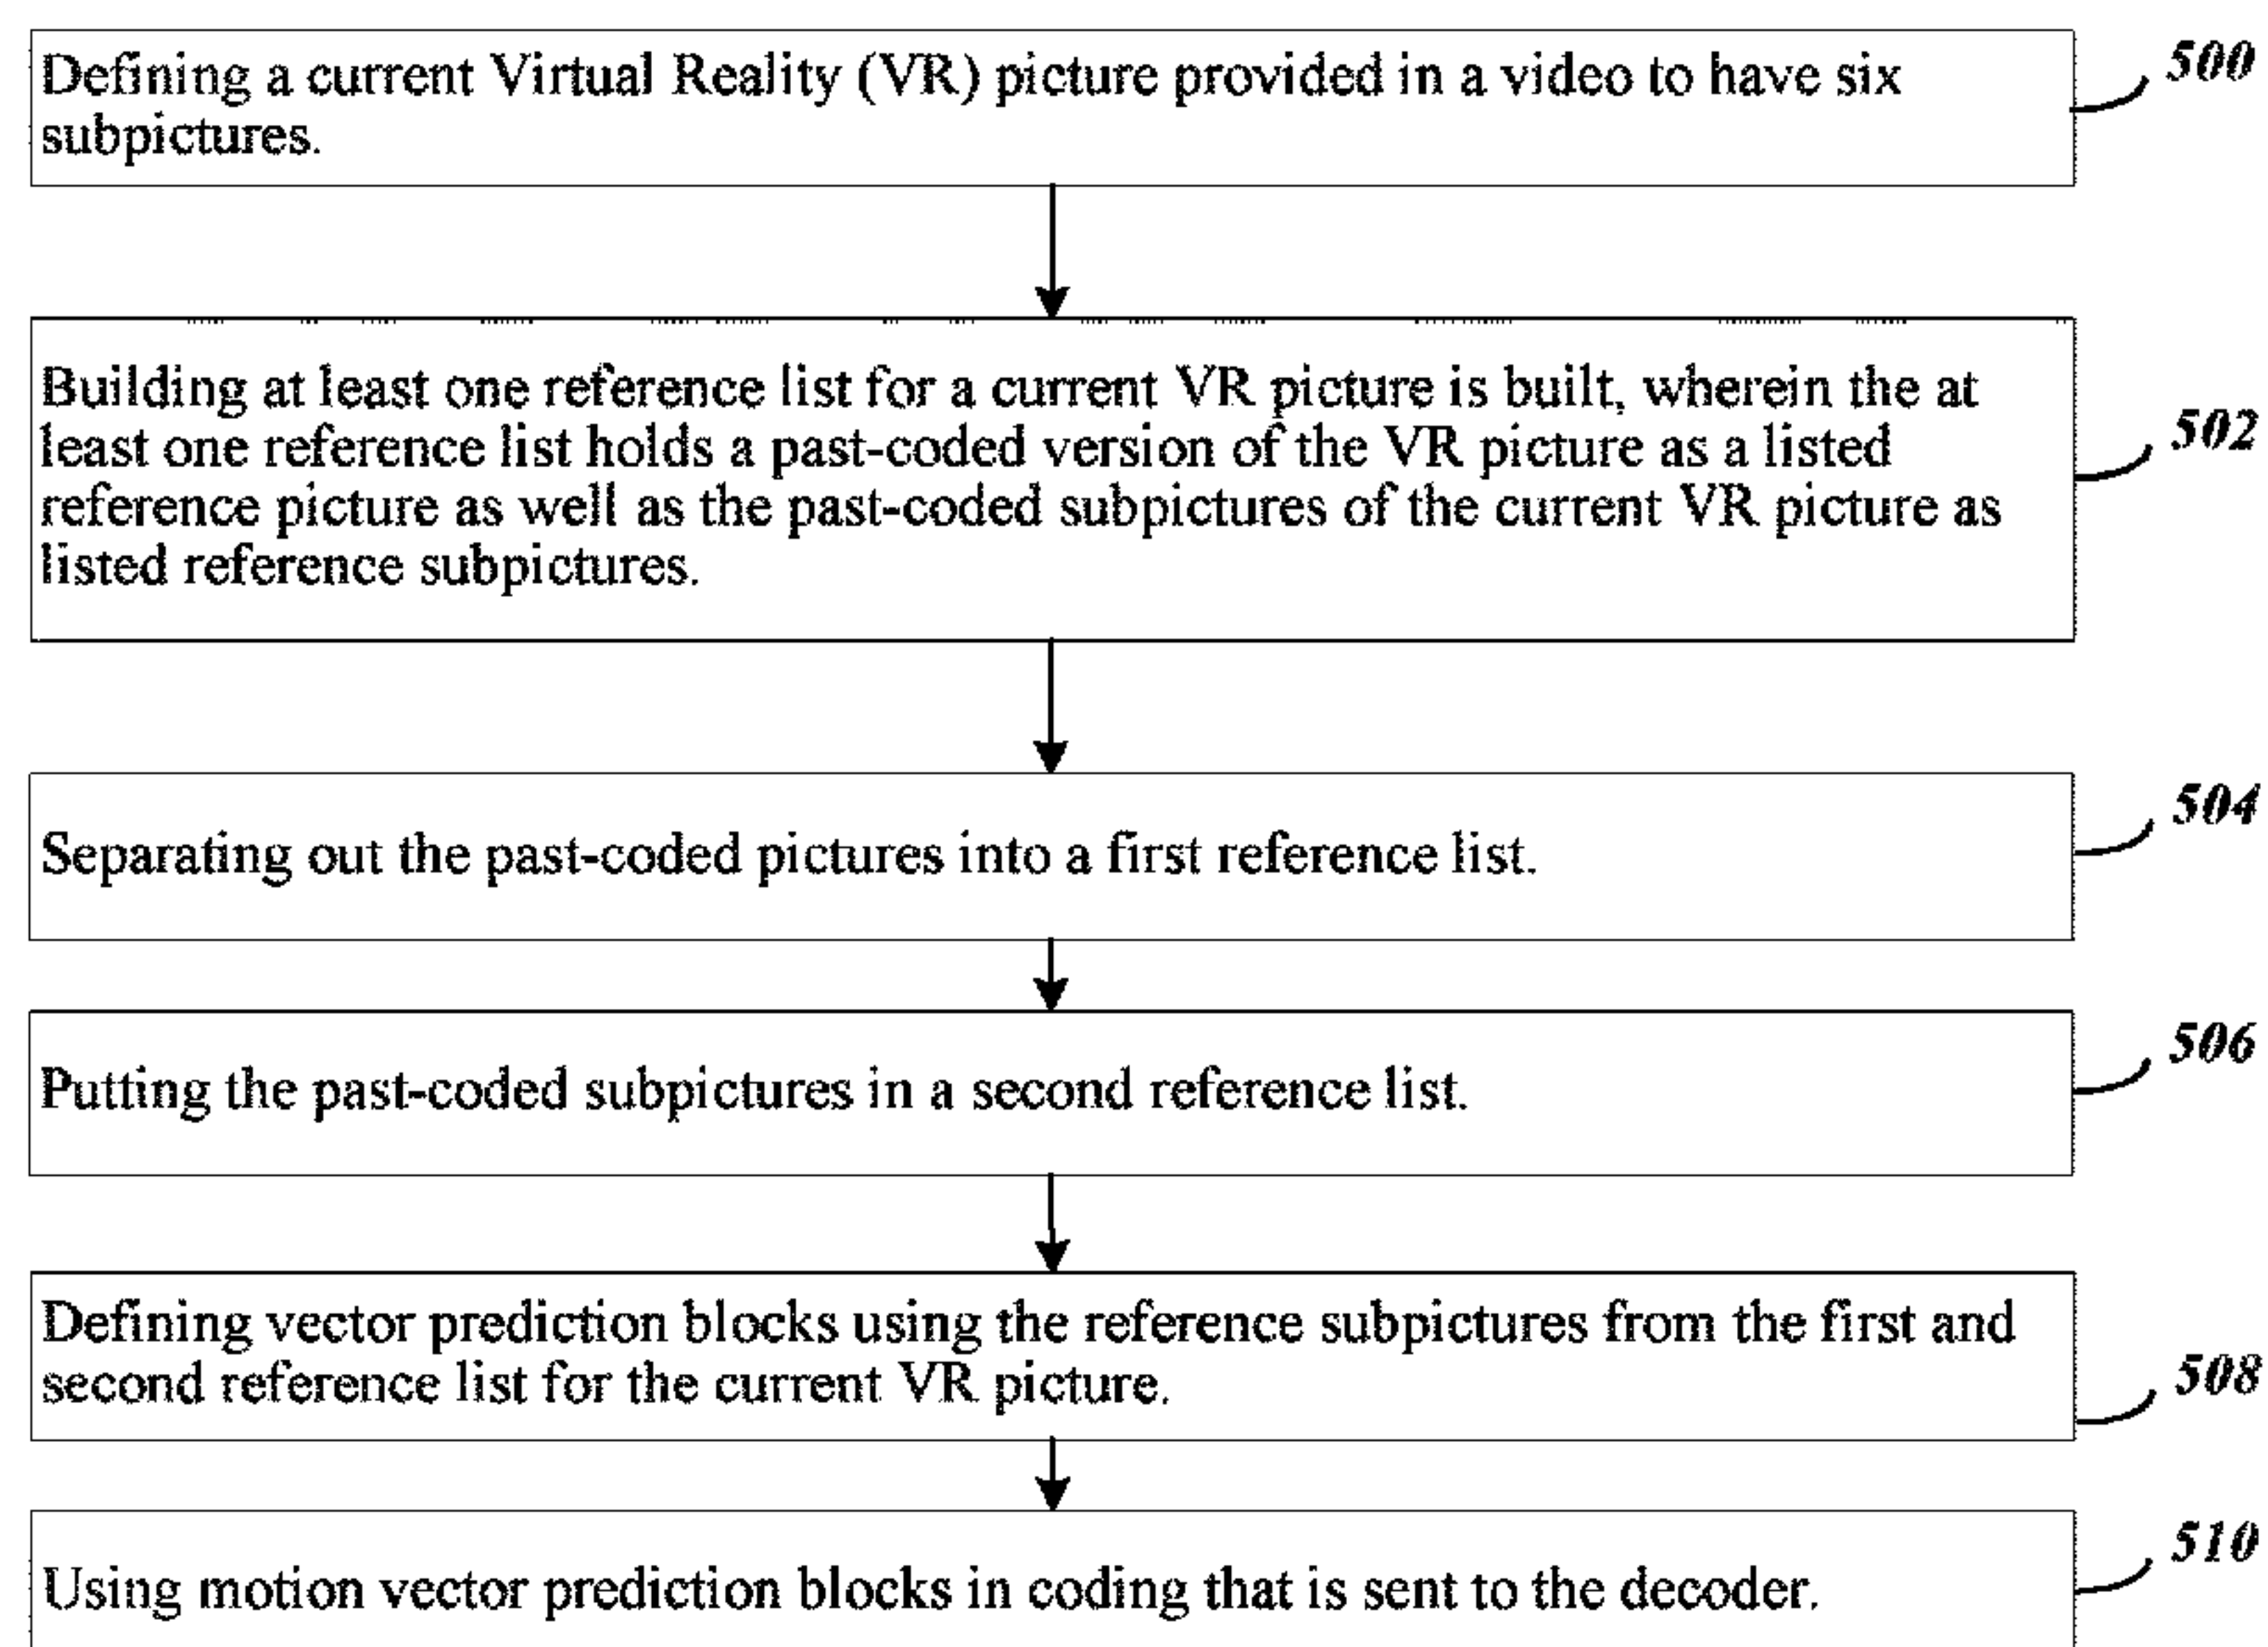 Defining a current Virtual Reality (VR) picture provided in a video to have six
subpictures.
500
Building at least one reference list for a current VR picture is built, wherein the at
least one reference list holds a past-coded version of the VR picture as a listed
reference picture as well as the past-coded subpictures of the current VR picture as
listed reference subpictures.
502
Separating out the past-coded pictures into a first reference list.
504
Putting the past-coded subpictures in a second reference list.
506
Defining vector prediction blocks using the reference subpictures from the first and
second reference list for the current VR picture.
508
Using motion vector prediction blocks in coding that is sent to the decoder.
510